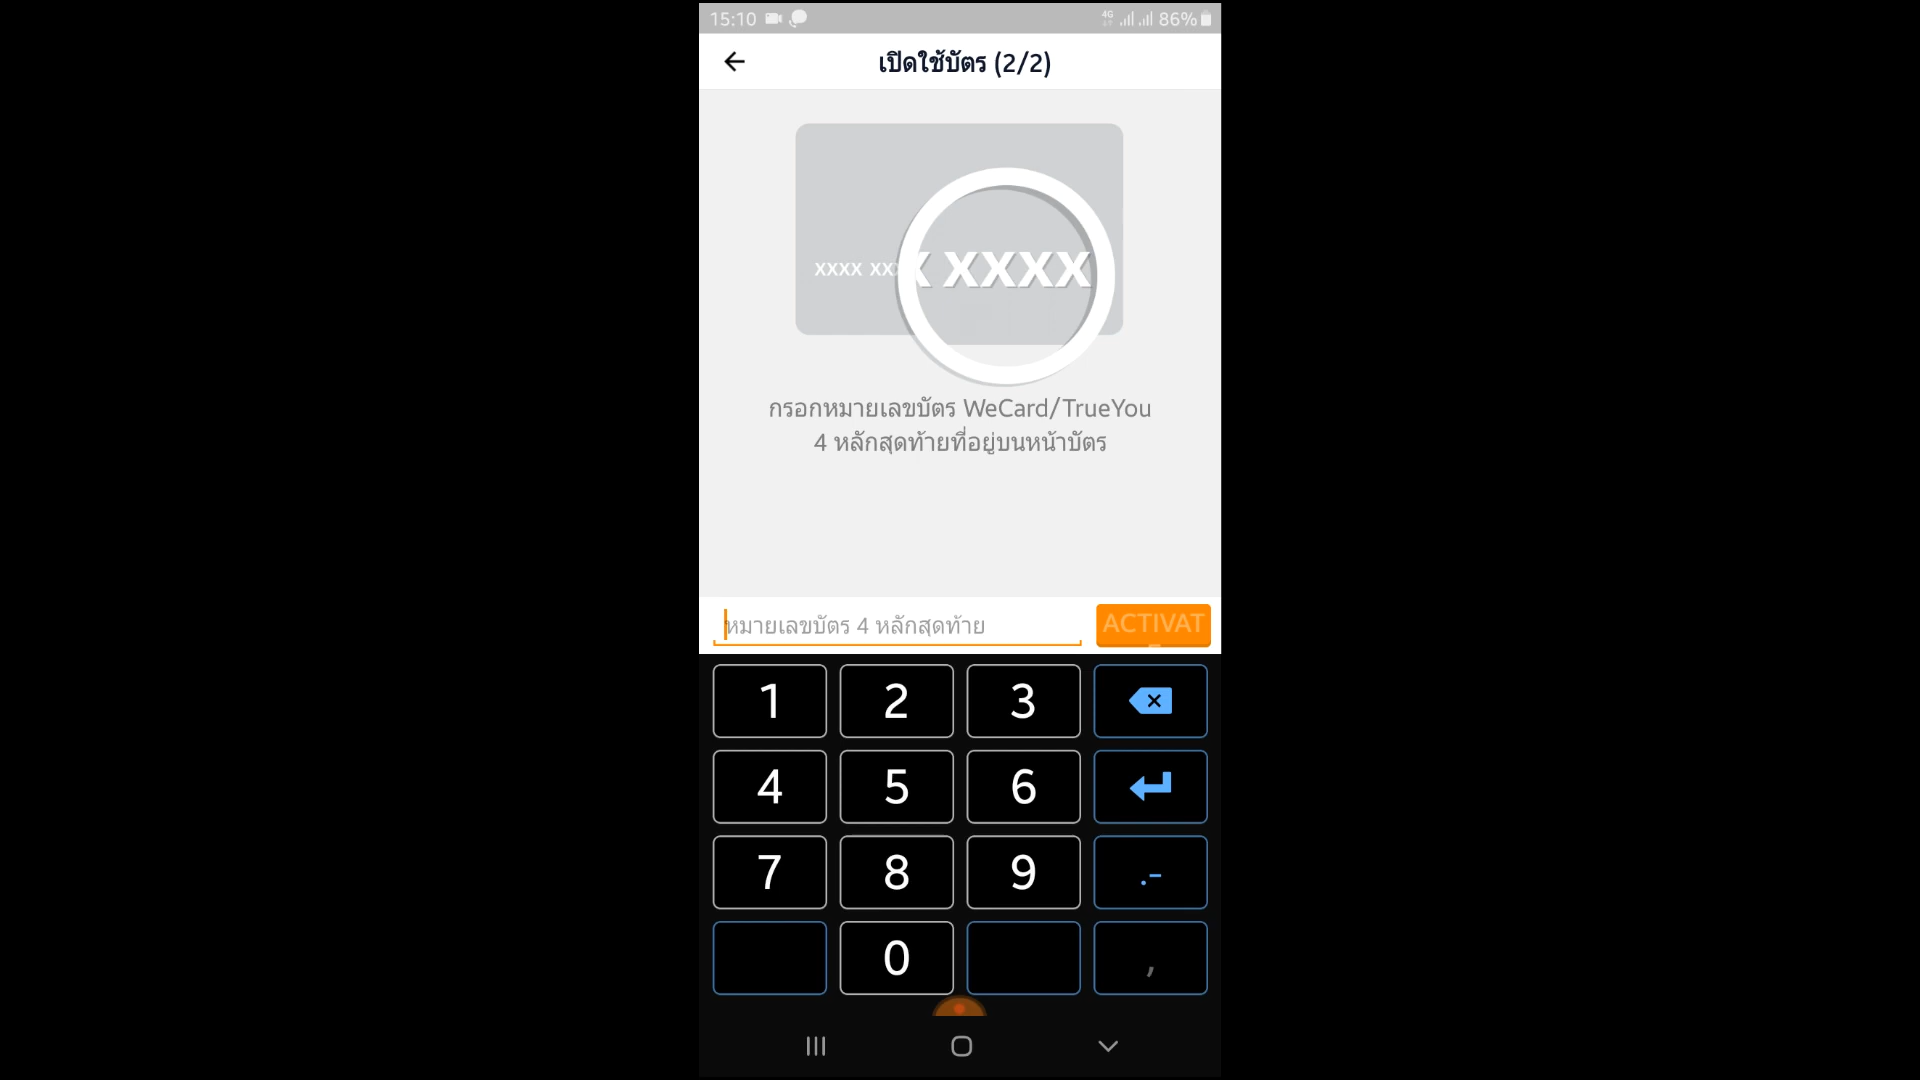 15:10 4G 86%
เปิดใช้บัตร (2/2)
xxxx xxx X XXXX
กรอกหมายเลขบัตร WeCard/TrueYou
4 หลักสุดท้ายที่อยู่บนหน้าบัตร
หมายเลขบัตร 4 หลักสุดท้าย ACTIVAT
1 2 3
4 5 6
7 8 9 .-
0 ,